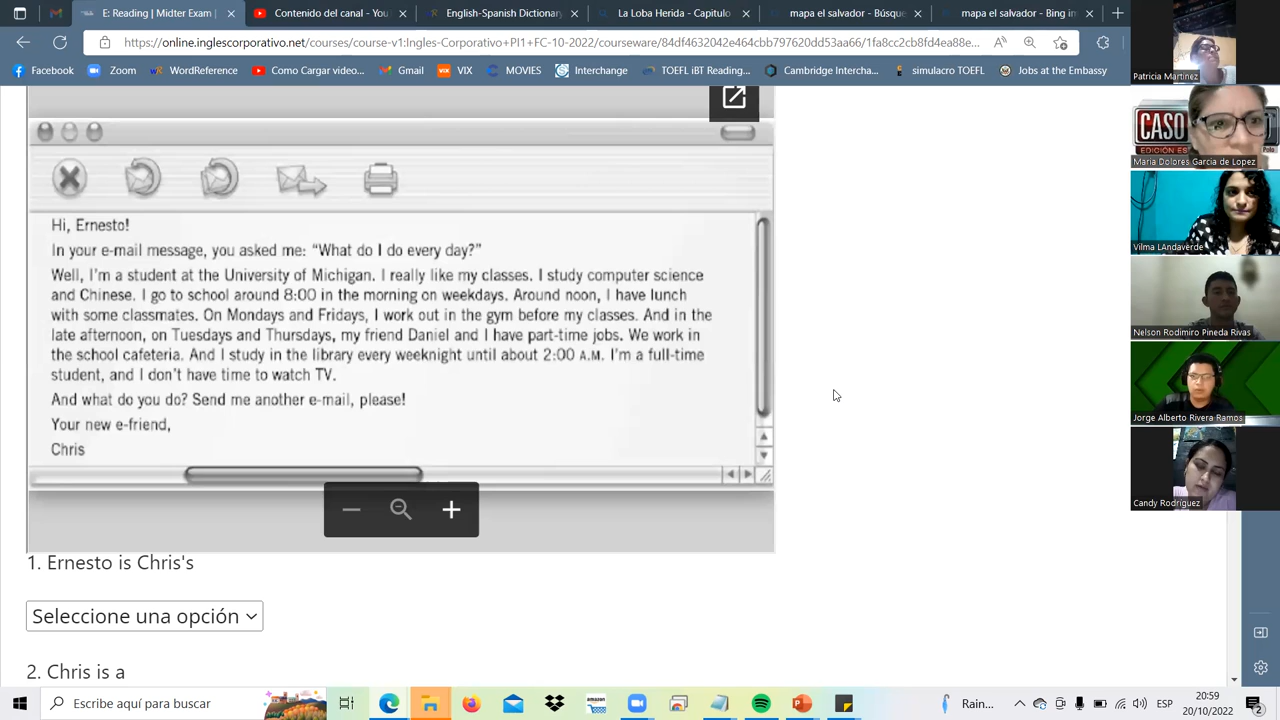 E: Reading | Mid
Midter Exam |
Contenido del canal - You
English-Spanish Dictionary
La Loba Herida - Capitulo
mapa el salvador - Búsqu
mapa el salvador - Bing in
https://online.inglescorporativo.net/courses/course-v1:Ingles-Corporativo+PI1+FC-10-2022/courseware/84df4632042e464cbb797620dd53aa66/1fa8cc2cb8fd4ea88e...
Facebook
Zoom
WordReference
Como Cargar video...
Gmail
VIX
MOVIES
Interchange
TOEFL iBT Reading...
Cambridge Intercha...
simulacro TOEFL
Jobs at the Embassy
Hi, Ernesto!
In your e-mail message, you asked me: “What do I do every day?”
Well, I'm a student at the University of Michigan. I really like my classes. I study computer science
and Chinese. I go to school around 8:00 in the morning on weekdays. Around noon, I have lunch
with some classmates. On Mondays and Fridays, I work out in the gym before my classes. And in the
late afternoon, on Tuesdays and Thursdays, my friend Daniel and I have part-time jobs. We work in
the school cafeteria. And I study in the library every weeknight until about 2:00 A.M. I'm a full-time
student, and I don't have time to watch TV.
And what do you do? Send me another e-mail, please!
Your new e-friend,
Chris
1. Ernesto is Chris's
Seleccione una opción
2. Chris is a
Patricia Martinez
CASO
EDICIÓN ES
Maria Dolores Garcia de Lopez
Vilma LAndaverde
Nelson Rodimiro Pineda Rivas
Jorge Alberto Rivera Ramos
Candy Rodríguez
Escribe aquí para buscar
Rain...
ESP
20:59
20/10/2022
2